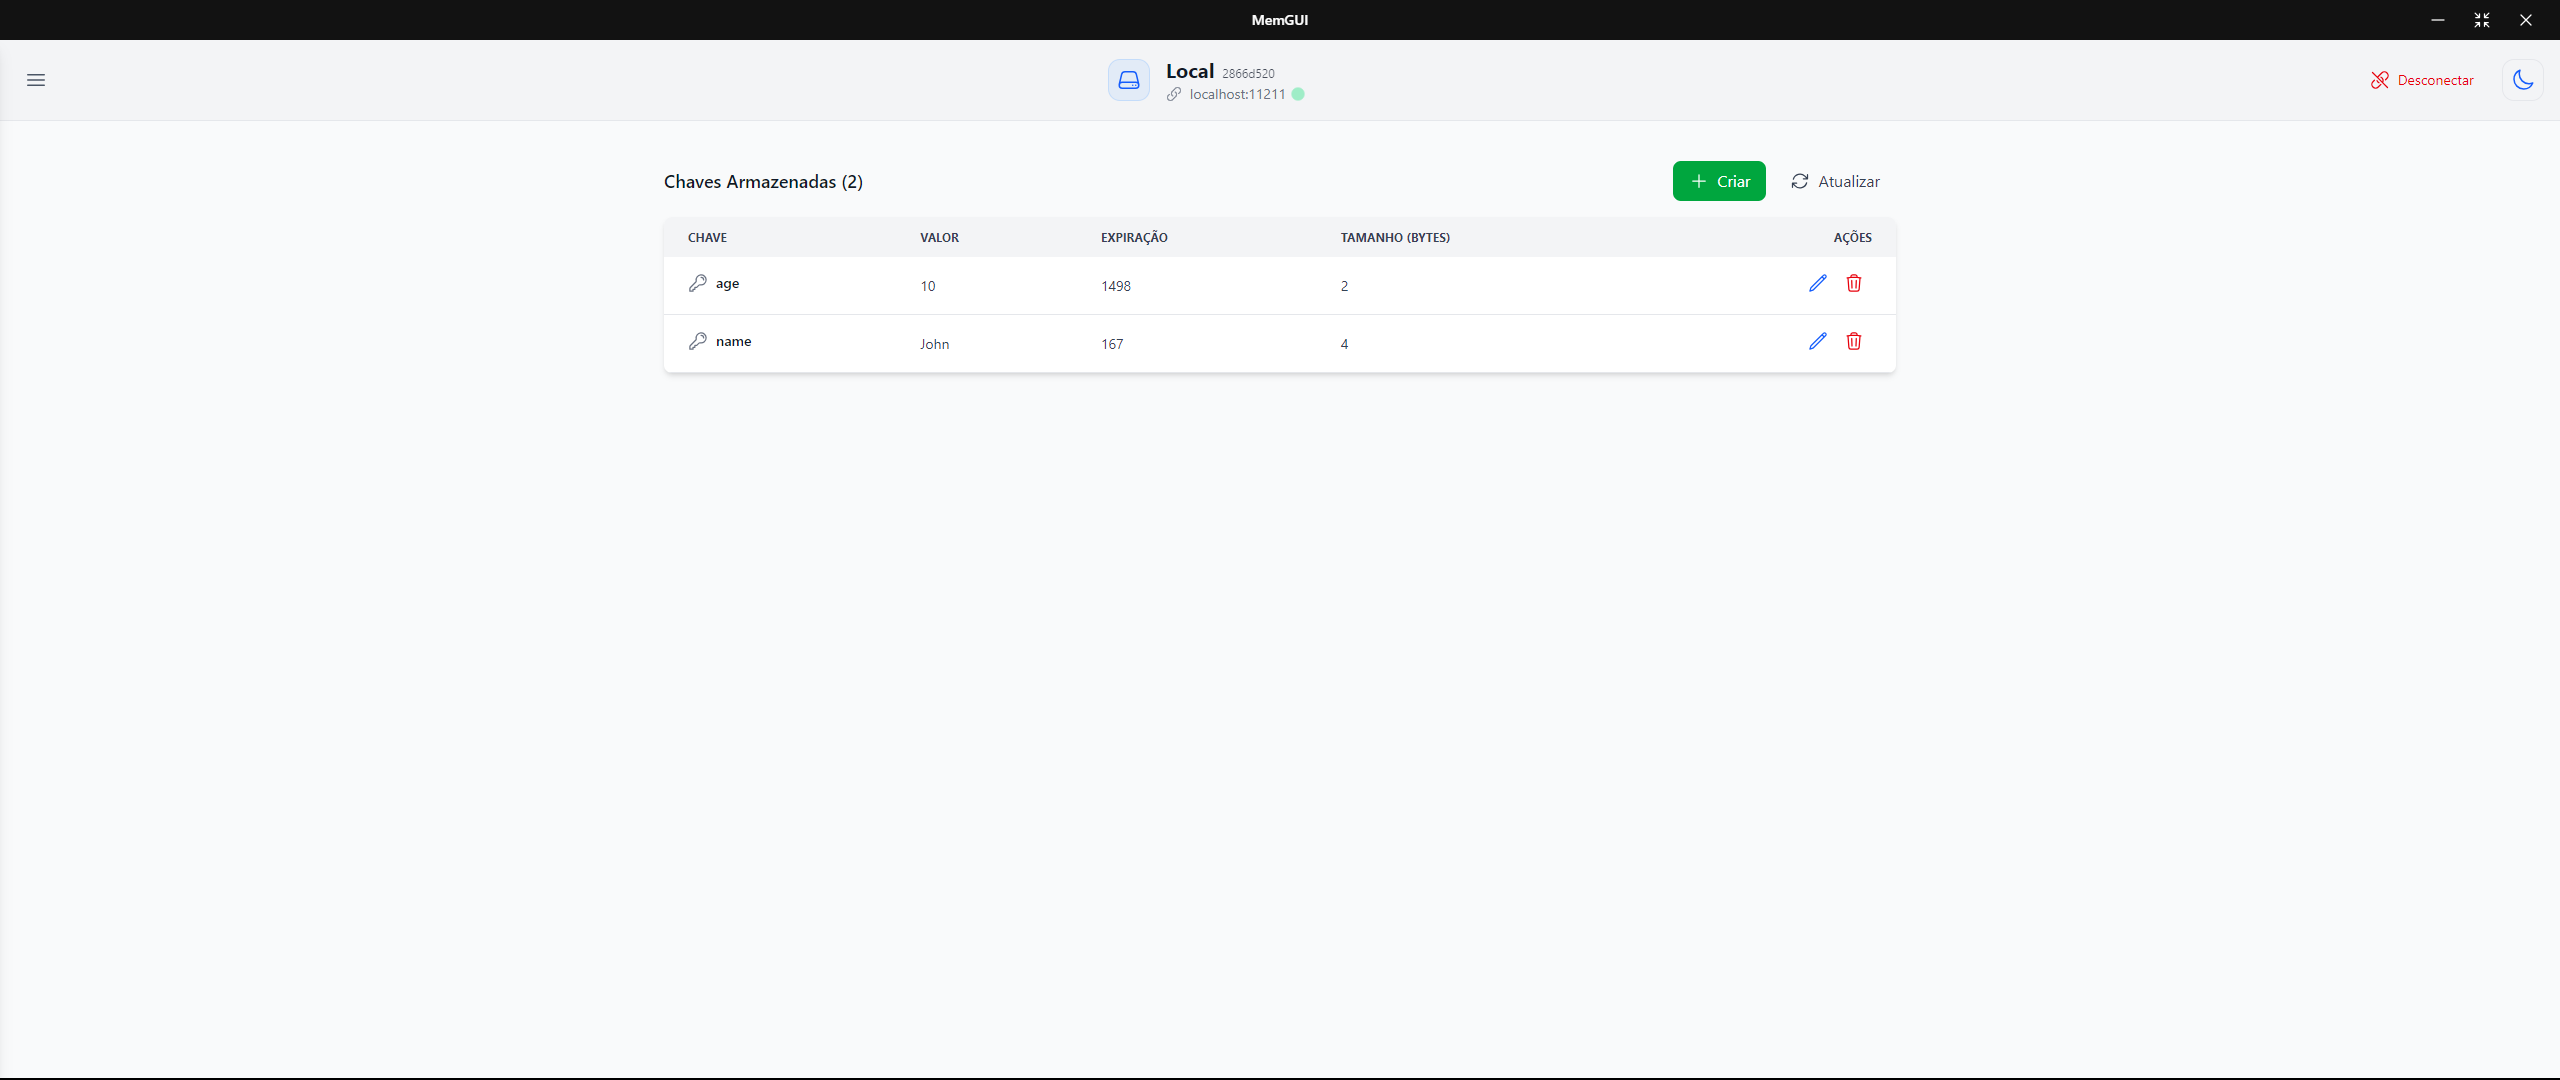 MemGUI
Local 2866d520
localhost:11211
Desconectar
Chaves Armazenadas (2)
Criar
Atualizar
CHAVE VALOR EXPIRAÇÃO TAMANHO (BYTES) AÇÕES
age 10 1498 2
name John 167 4